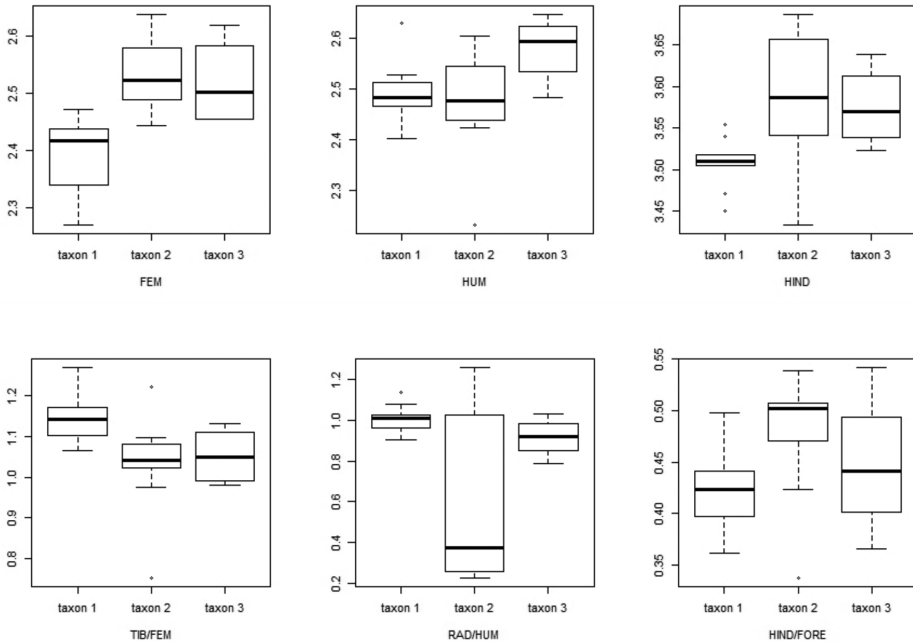 2.6
2.5
2.4
2.3
taxon 1 taxon 2 taxon 3
FEM
2.6
2.5
2.4
2.3
taxon 1 taxon 2 taxon 3
HUM
3.65
3.60
3.55
3.50
3.45
taxon 1 taxon 2 taxon 3
HIND
1.2
1.1
1.0
0.9
0.8
taxon 1 taxon 2 taxon 3
TIB/FEM
1.2
1.0
0.8
0.6
0.4
0.2
taxon 1 taxon 2 taxon 3
RAD/HUM
0.55
0.50
0.45
0.40
0.35
taxon 1 taxon 2 taxon 3
HIND/FORE